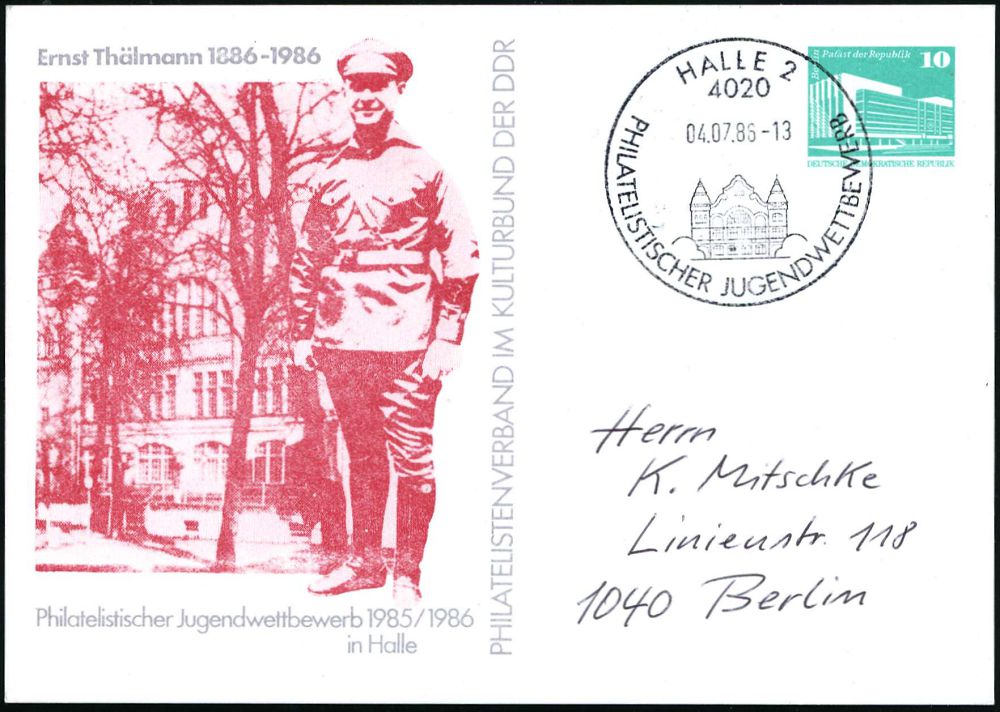 Ernst Thälmann 1886-1986
Philatelistischer Jugendwettbewerb 1985/1986
in Halle
PHILATELISTENVERBAND IM KULTURBUND DER DDR
HALLE 2
4020
04.07.86-13
PHILATELISTISCHER JUGENDWETTBEWERB
Berlin Palast der Republik 10
DEUTSCHE DEMOKRATISCHE REPUBLIK
Herrn
K. Mitschke
Linienstr. 118
1040 Berlin